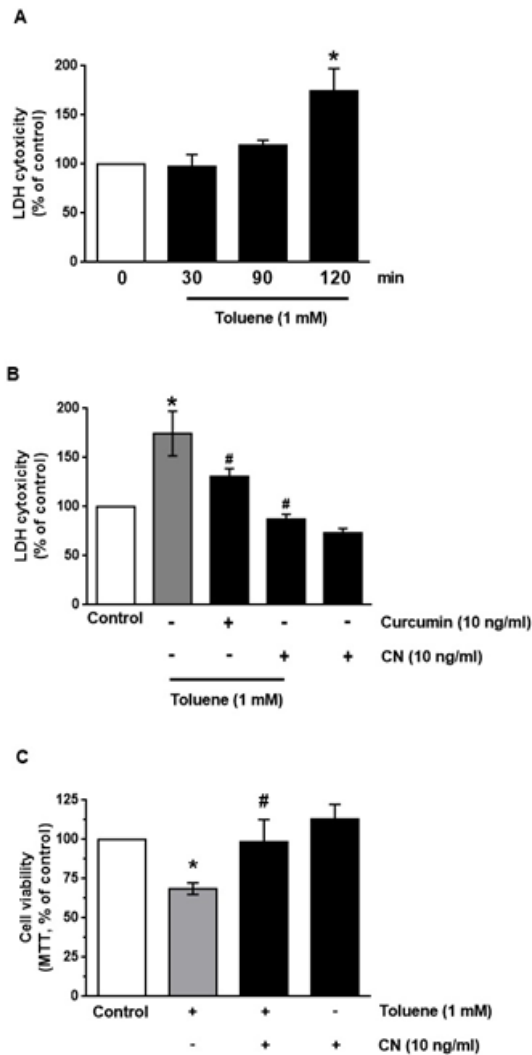 A
LDH cytoxicity
(% of control)
200
150
100
50
0
*
0 30 90 120 min
Toluene (1 mM)
B
LDH cytoxicity
(% of control)
200
150
100
50
0
*
#
#
Control - + - - Curcumin (10 ng/ml)
- - + + CN (10 ng/ml)
Toluene (1 mM)
C
Cell viability
(MTT, % of control)
125
100
75
50
25
0
*
#
Control + + - Toluene (1 mM)
- + + CN (10 ng/ml)